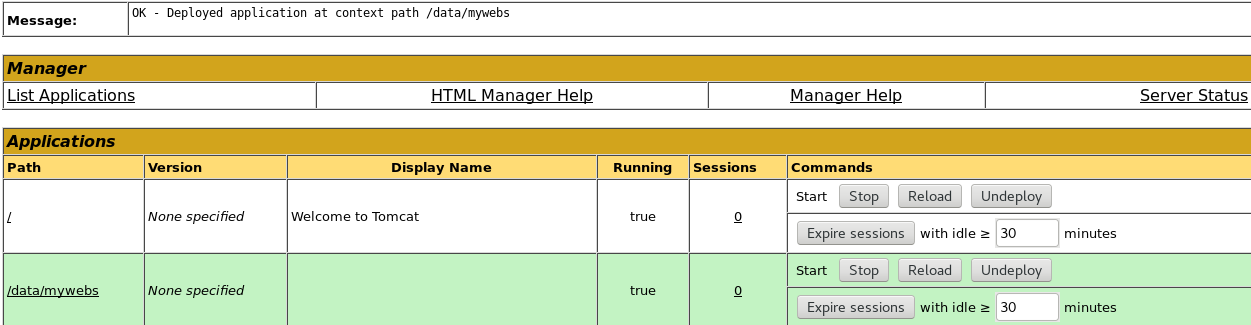 Message: OK - Deployed application at context path /data/mywebs
Manager
List Applications HTML Manager Help Manager Help Server Status
Applications
Path Version Display Name Running Sessions Commands
/ None specified Welcome to Tomcat true 0 Start Stop Reload Undeploy
Expire sessions with idle ≥ 30 minutes
/data/mywebs None specified true 0 Start Stop Reload Undeploy
Expire sessions with idle ≥ 30 minutes